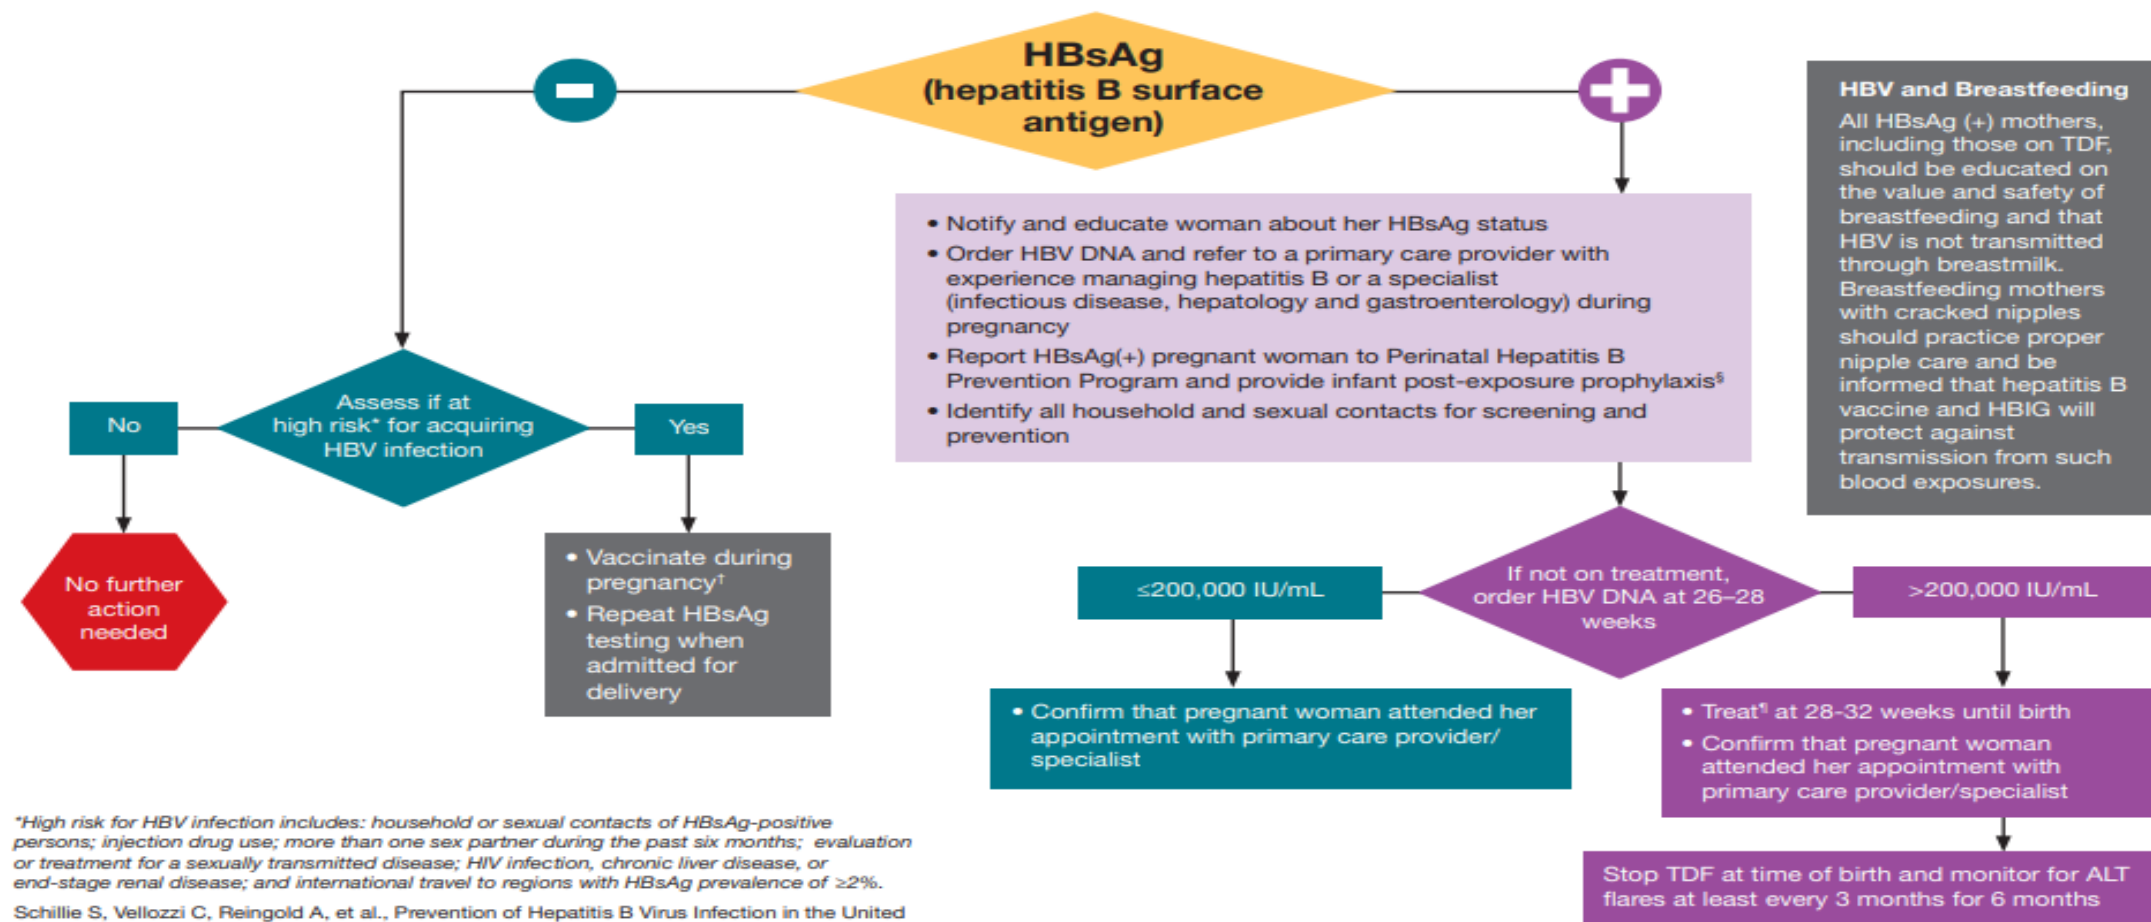 HBsAg
(hepatitis B surface
antigen)
Assess if at
high risk* for acquiring
HBV infection
No
Yes
No further
action
needed
• Vaccinate during
pregnancy†
• Repeat HBsAg
testing when
admitted for
delivery
• Notify and educate woman about her HBsAg status
• Order HBV DNA and refer to a primary care provider with
experience managing hepatitis B or a specialist
(infectious disease, hepatology and gastroenterology) during
pregnancy
• Report HBsAg(+) pregnant woman to Perinatal Hepatitis B
Prevention Program and provide infant post-exposure prophylaxis§
• Identify all household and sexual contacts for screening and
prevention
If not on treatment,
order HBV DNA at 26–28
weeks
≤200,000 IU/mL
>200,000 IU/mL
• Confirm that pregnant woman attended her
appointment with primary care provider/
specialist
• Treat¶ at 28-32 weeks until birth
• Confirm that pregnant woman
attended her appointment with
primary care provider/specialist
Stop TDF at time of birth and monitor for ALT
flares at least every 3 months for 6 months
HBV and Breastfeeding
All HBsAg (+) mothers,
including those on TDF,
should be educated on
the value and safety of
breastfeeding and that
HBV is not transmitted
through breastmilk.
Breastfeeding mothers
with cracked nipples
should practice proper
nipple care and be
informed that hepatitis B
vaccine and HBIG will
protect against
transmission from such
blood exposures.
*High risk for HBV infection includes: household or sexual contacts of HBsAg-positive
persons; injection drug use; more than one sex partner during the past six months; evaluation
or treatment for a sexually transmitted disease; HIV infection, chronic liver disease, or
end-stage renal disease; and international travel to regions with HBsAg prevalence of ≥2%.
Schillie S, Vellozzi C, Reingold A, et al., Prevention of Hepatitis B Virus Infection in the United